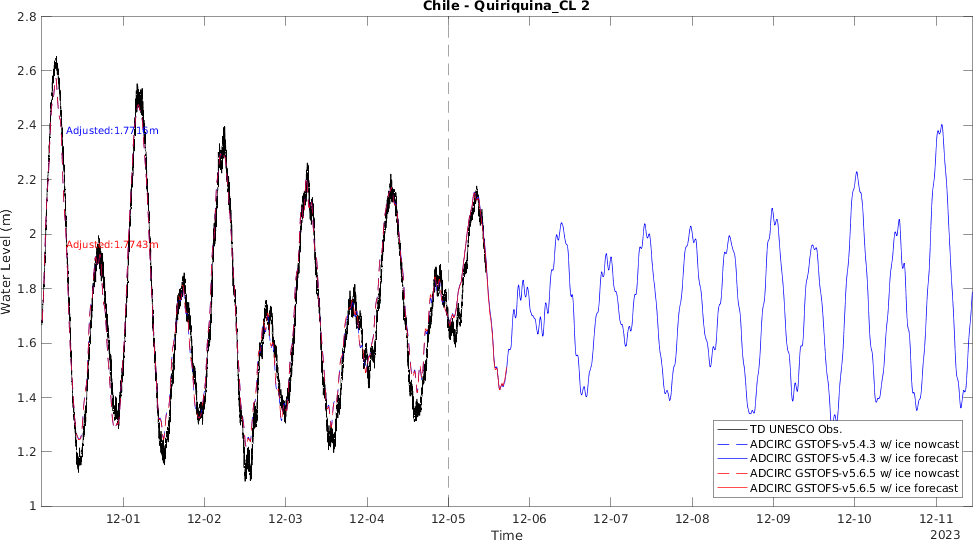 Chile - Quiriquina_CL 2
Water Level (m)
2.8
2.6
2.4
2.2
2
1.8
1.6
1.4
1.2
1
Adjusted:1.7716m
Adjusted:1.7743m
TD UNESCO Obs.
ADCIRC GSTOFS-v5.4.3 w/ ice nowcast
ADCIRC GSTOFS-v5.4.3 w/ ice forecast
ADCIRC GSTOFS-v5.6.5 w/ ice nowcast
ADCIRC GSTOFS-v5.6.5 w/ ice forecast
12-01 12-02 12-03 12-04 12-05 12-06 12-07 12-08 12-09 12-10 12-11
2023
Time